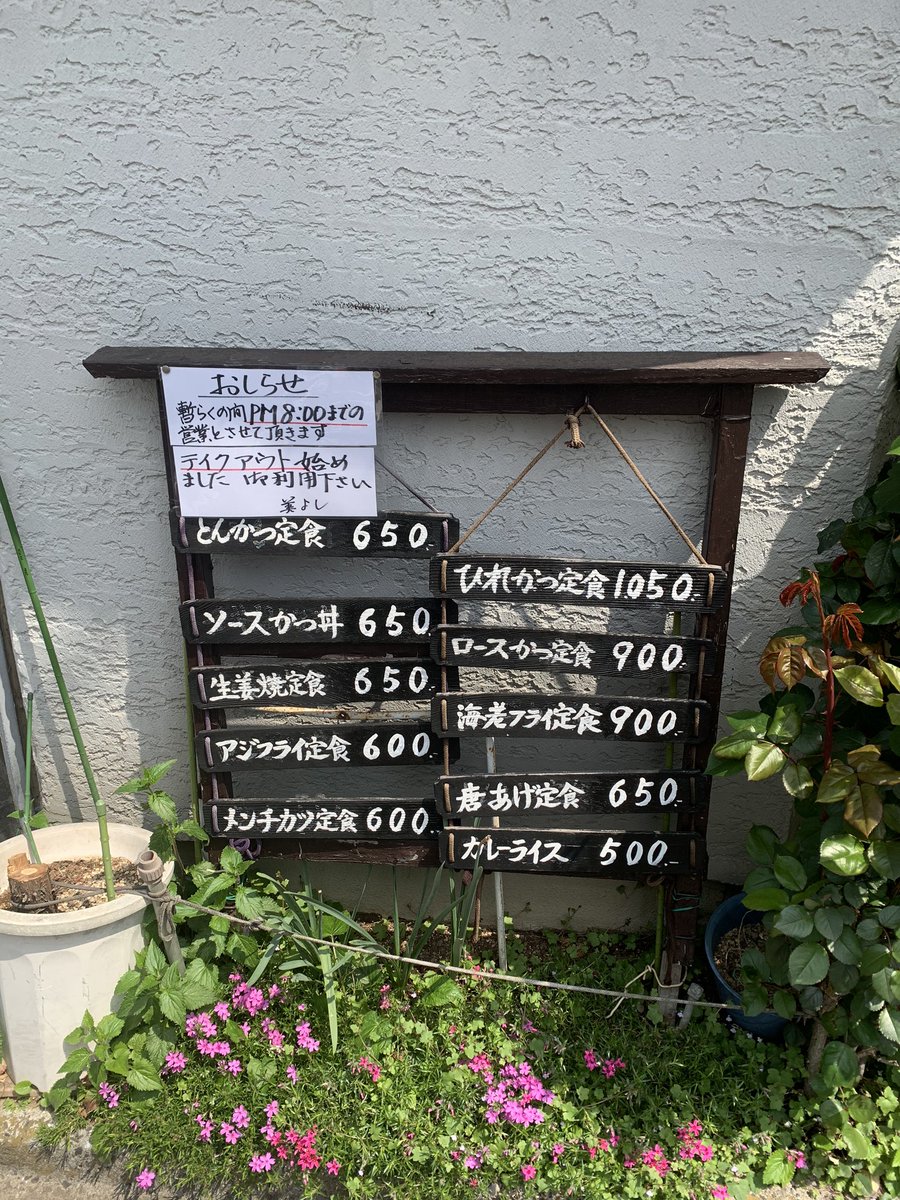 おしらせ
暫らくの间PM8:00までの
営業とさせて頂きます
テイクアウト始め
ました 御利用下さい
美よし
とんかつ定食 650.
ソースかつ丼 650
生姜焼定食 650
アジフライ定食 600
メンチカツ定食 600
ひれかつ定食 1050.-
ロースかつ定食 900.-
海老フライ定食 900.-
唐あげ定食 650.-
カレーライス 500.-